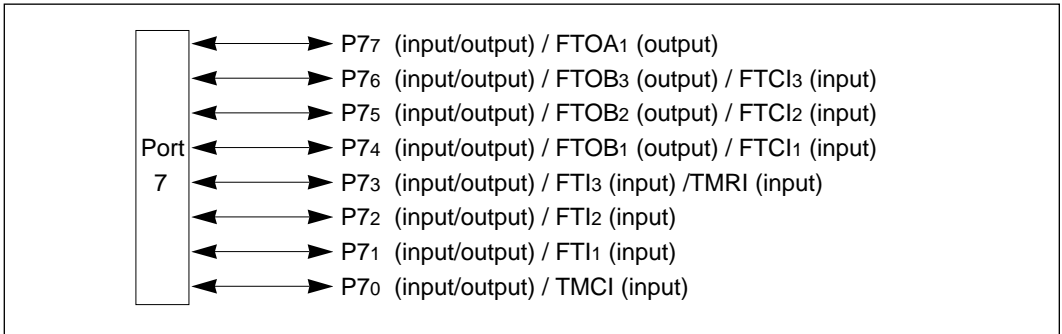 P77 (input/output) / FTOA1 (output)
P76 (input/output) / FTOB3 (output) / FTCI3 (input)
P75 (input/output) / FTOB2 (output) / FTCI2 (input)
Port 7
P74 (input/output) / FTOB1 (output) / FTCI1 (input)
P73 (input/output) / FTI3 (input) /TMRI (input)
P72 (input/output) / FTI2 (input)
P71 (input/output) / FTI1 (input)
P70 (input/output) / TMCI (input)